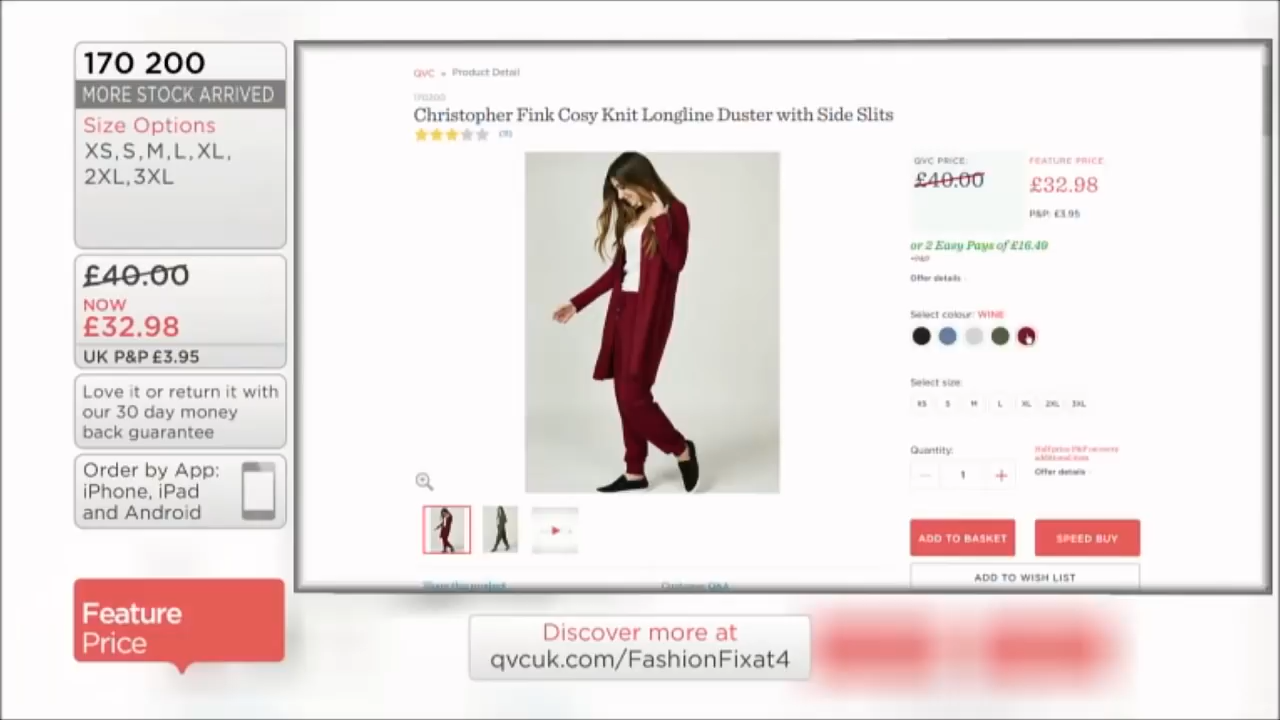 170 200
MORE STOCK ARRIVED
Size Options
XS,S,M,L,XL,
2XL,3XL
£40.00
NOW
£32.98
UK P&P £3.95
Love it or return it with
our 30 day money
back guarantee
Order by App:
iPhone, iPad
and Android
Feature
Price
QVC • Product Detail
170200
Christopher Fink Cosy Knit Longline Duster with Side Slits
QVC PRICE:
£40.00
FEATURE PRICE:
£32.98
P&P: £3.95
or 2 Easy Pays of £16.49
+P&P
Offer details
Select colour: WINE
Select size:
XS S M L XL 2XL 3XL
Quantity:
1
Offer details
ADD TO BASKET
SPEED BUY
ADD TO WISH LIST
Share this product
Customer Q&A
Discover more at
qvcuk.com/FashionFixat4